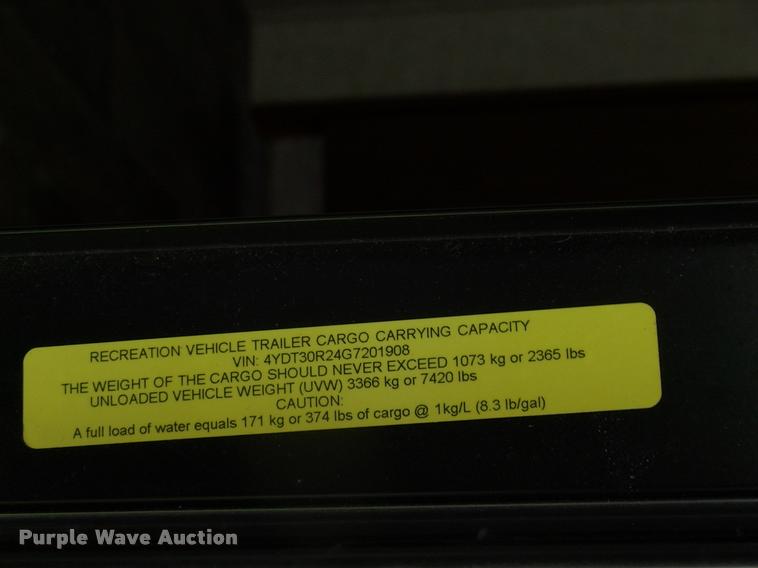 RECREATION VEHICLE TRAILER CARGO CARRYING CAPACITY
VIN: 4YDT30R24G7201908
THE WEIGHT OF THE CARGO SHOULD NEVER EXCEED 1073 kg or 2365 lbs
UNLOADED VEHICLE WEIGHT (UVW) 3366 kg or 7420 lbs
CAUTION:
A full load of water equals 171 kg or 374 lbs of cargo @ 1kg/L (8.3 lb/gal)
Purple Wave Auction